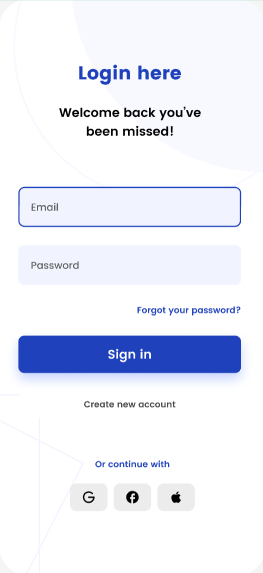 Login here
Welcome back you've
been missed!
Email
Password
Forgot your password?
Sign in
Create new account
Or continue with